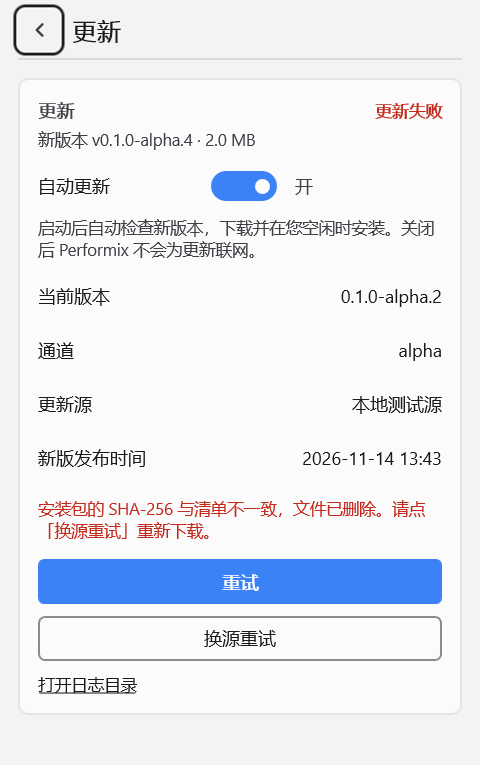 更新
更新 更新失败
新版本 v0.1.0-alpha.4 · 2.0 MB
自动更新 开
启动后自动检查新版本，下载并在您空闲时安装。关闭
后 Performix 不会为更新联网。
当前版本 0.1.0-alpha.2
通道 alpha
更新源 本地测试源
新版发布时间 2026-11-14 13:43
安装包的 SHA-256 与清单不一致，文件已删除。请点
「换源重试」重新下载。
重试
换源重试
打开日志目录